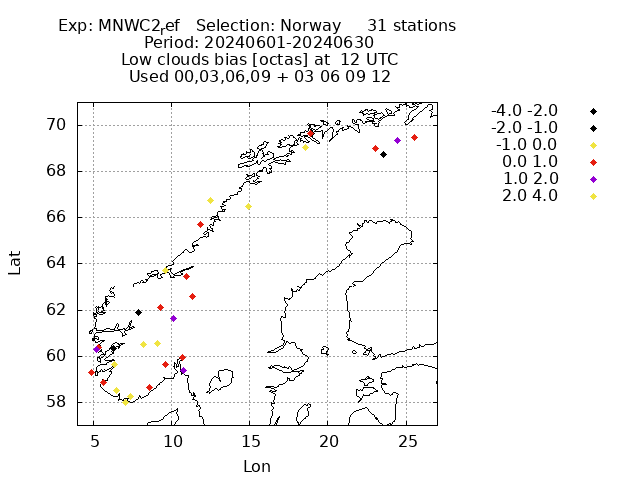 Exp: MNWC2ref   Selection: Norway     31 stations
Period: 20240601-20240630
Low clouds bias [octas] at  12 UTC
Used 00,03,06,09 + 03 06 09 12
-4.0 -2.0
-2.0 -1.0
-1.0 0.0
0.0 1.0
1.0 2.0
2.0 4.0
70
68
66
64
62
60
58
Lat
5 10 15 20 25
Lon